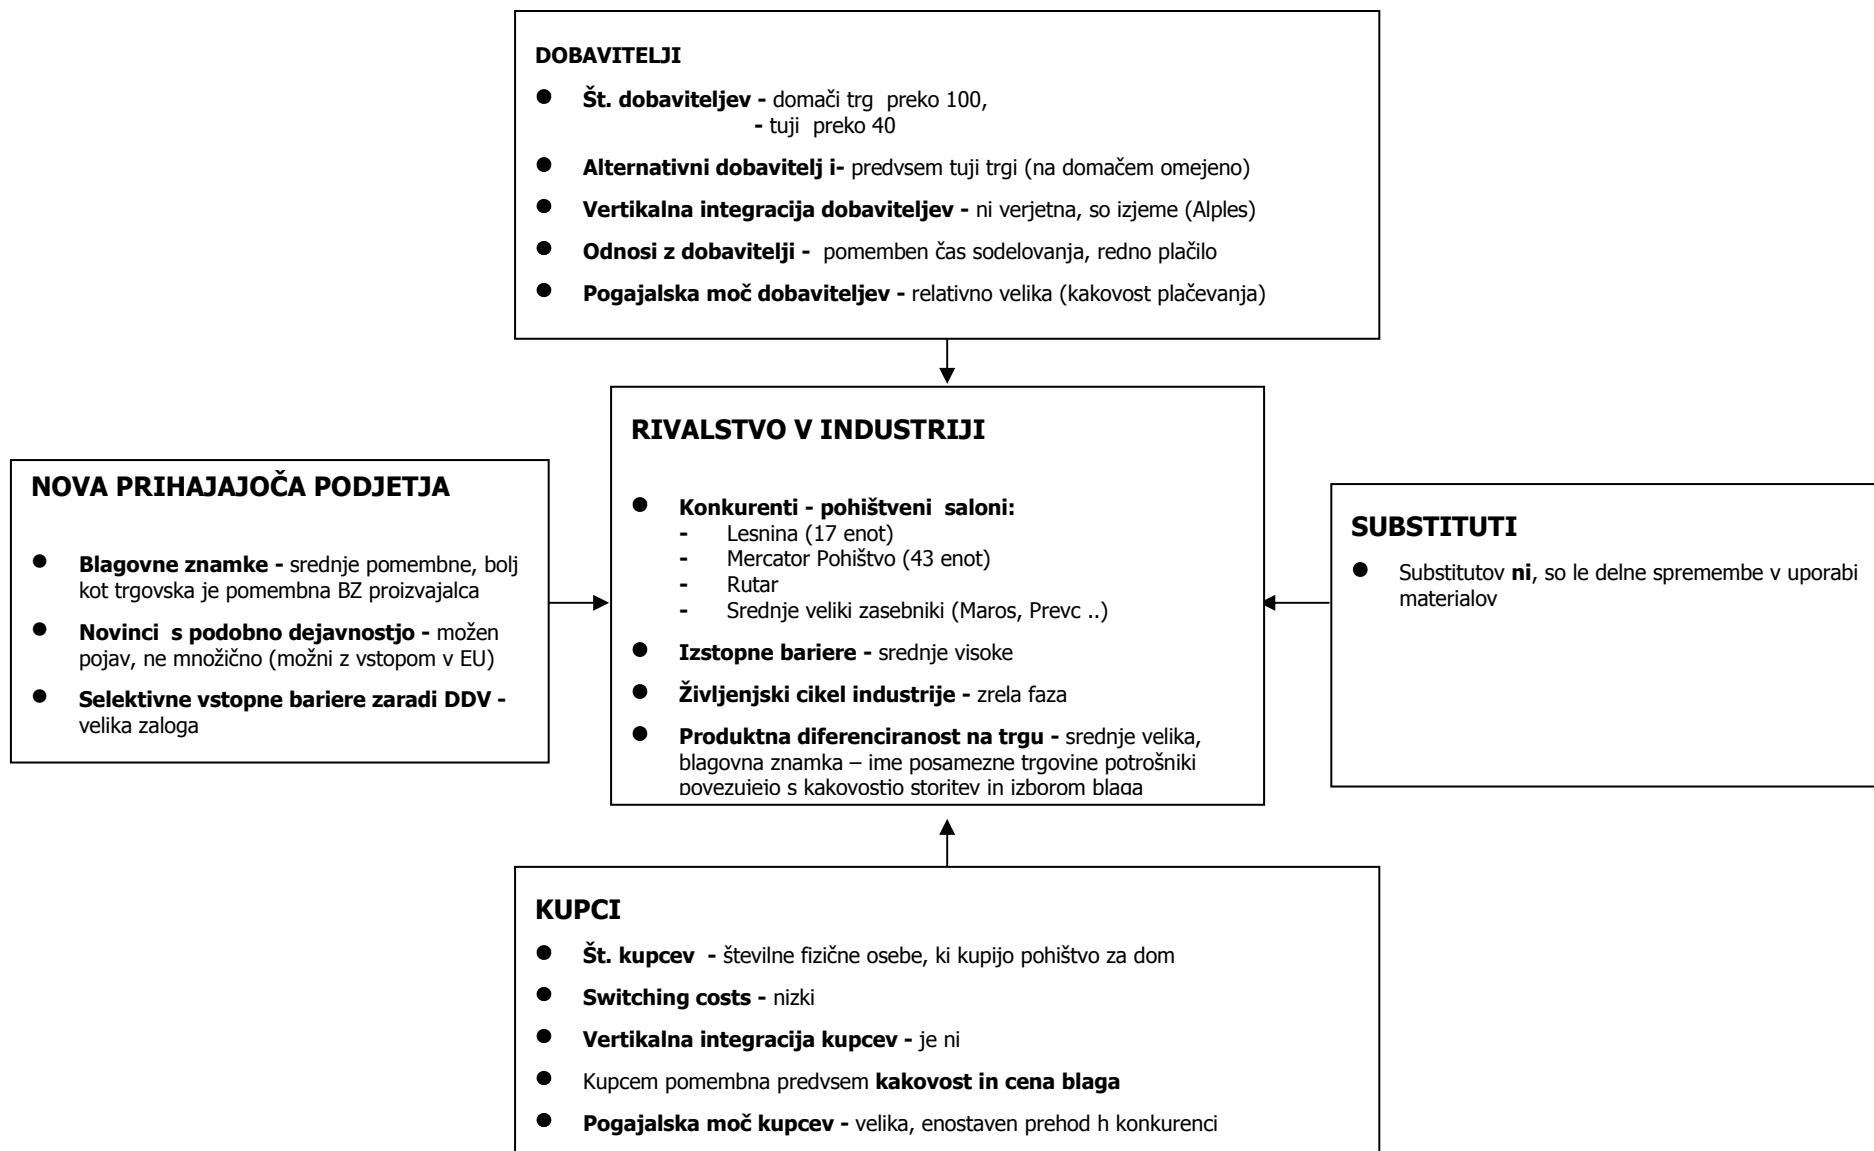 DOBAVITELJI
● Št. dobaviteljev - domači trg preko 100,
- tuji preko 40
● Alternativni dobavitelj i- predvsem tuji trgi (na domačem omejeno)
● Vertikalna integracija dobaviteljev - ni verjetna, so izjeme (Alples)
● Odnosi z dobavitelji - pomemben čas sodelovanja, redno plačilo
● Pogajalska moč dobaviteljev - relativno velika (kakovost plačevanja)
NOVA PRIHAJAJOČA PODJETJA
● Blagovne znamke - srednje pomembne, bolj
kot trgovska je pomembna BZ proizvajalca
● Novinci s podobno dejavnostjo - možen
pojav, ne množično (možni z vstopom v EU)
● Selektivne vstopne bariere zaradi DDV -
velika zaloga
RIVALSTVO V INDUSTRIJI
● Konkurenti - pohištveni saloni:
- Lesnina (17 enot)
- Mercator Pohištvo (43 enot)
- Rutar
- Srednje veliki zasebniki (Maros, Prevc ..)
● Izstopne bariere - srednje visoke
● Življenjski cikel industrije - zrela faza
● Produktna diferenciranost na trgu - srednje velika,
blagovna znamka – ime posamezne trgovine potrošniki
povezujejo s kakovostjo storitev in izborom blaga
SUBSTITUTI
● Substitutov ni, so le delne spremembe v uporabi
materialov
KUPCI
● Št. kupcev - številne fizične osebe, ki kupijo pohištvo za dom
● Switching costs - nizki
● Vertikalna integracija kupcev - je ni
● Kupcem pomembna predvsem kakovost in cena blaga
● Pogajalska moč kupcev - velika, enostaven prehod h konkurenci